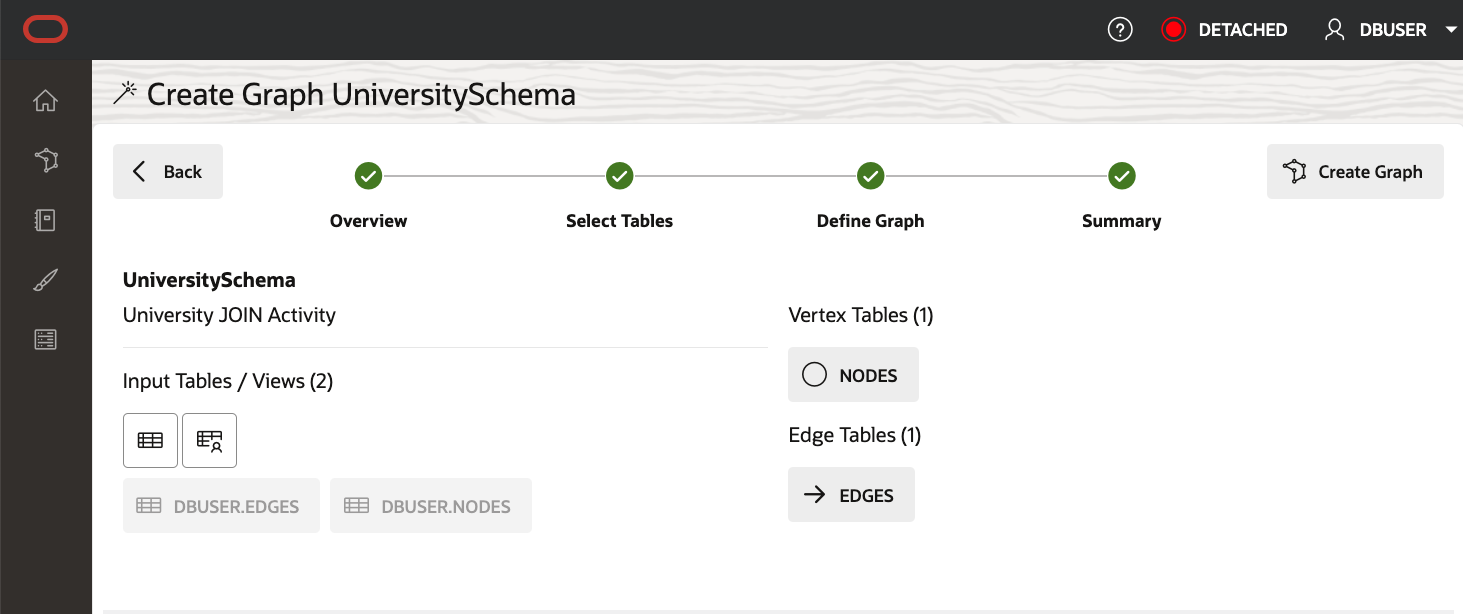 DETACHED
DBUSER
Create Graph UniversitySchema
Back
Create Graph
Overview
Select Tables
Define Graph
Summary
UniversitySchema
University JOIN Activity
Input Tables / Views (2)
DBUSER.EDGES
DBUSER.NODES
Vertex Tables (1)
NODES
Edge Tables (1)
EDGES